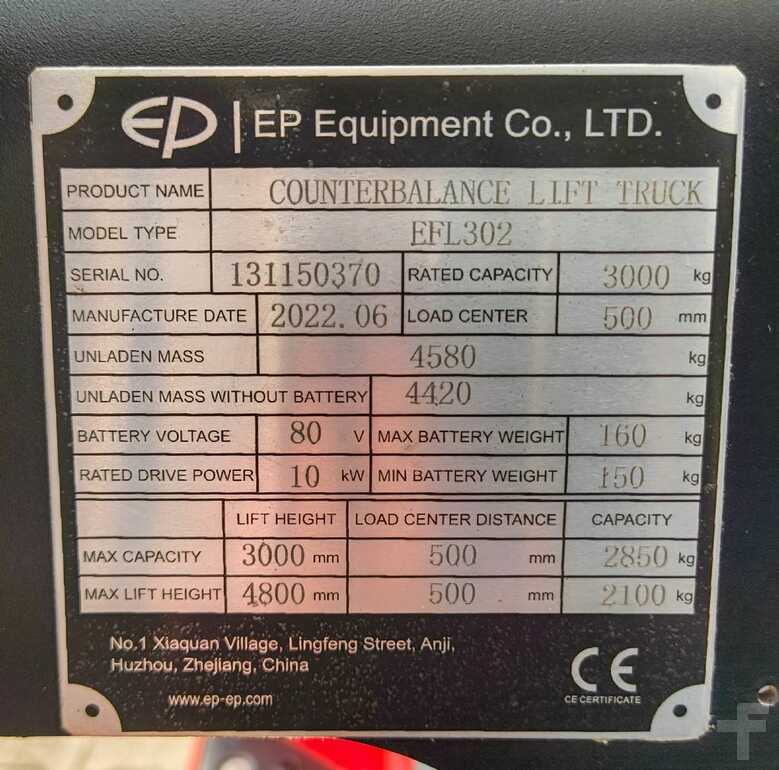 EP | EP Equipment Co., LTD.
PRODUCT NAME COUNTERBALANCE LIFT TRUCK
MODEL TYPE EFL302
SERIAL NO. 131150370 RATED CAPACITY 3000 kg
MANUFACTURE DATE 2022.06 LOAD CENTER 500 mm
UNLADEN MASS 4580 kg
UNLADEN MASS WITHOUT BATTERY 4420 kg
BATTERY VOLTAGE 80 V MAX BATTERY WEIGHT 160 kg
RATED DRIVE POWER 10 kW MIN BATTERY WEIGHT 150 kg
LIFT HEIGHT LOAD CENTER DISTANCE CAPACITY
MAX CAPACITY 3000 mm 500 mm 2850 kg
MAX LIFT HEIGHT 4800 mm 500 mm 2100 kg
No.1 Xiaquan Village, Lingfeng Street, Anji,
Huzhou, Zhejiang, China
www.ep-ep.com
CE
CE CERTIFICATE